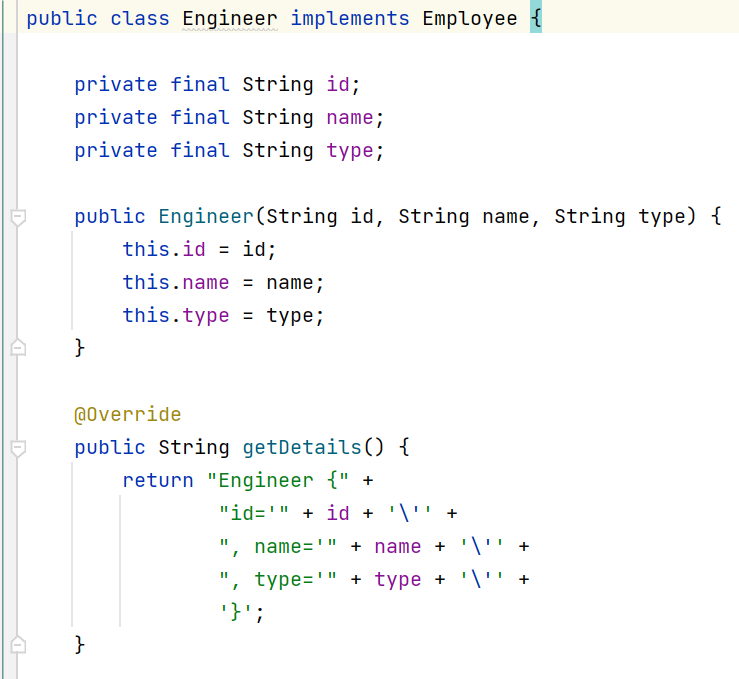 public class Engineer implements Employee {
private final String id;
private final String name;
private final String type;
public Engineer(String id, String name, String type) {
this.id = id;
this.name = name;
this.type = type;
}
@Override
public String getDetails() {
return "Engineer {" +
"id='" + id + '\'' +
", name='" + name + '\'' +
", type='" + type + '\'' +
'}';
}